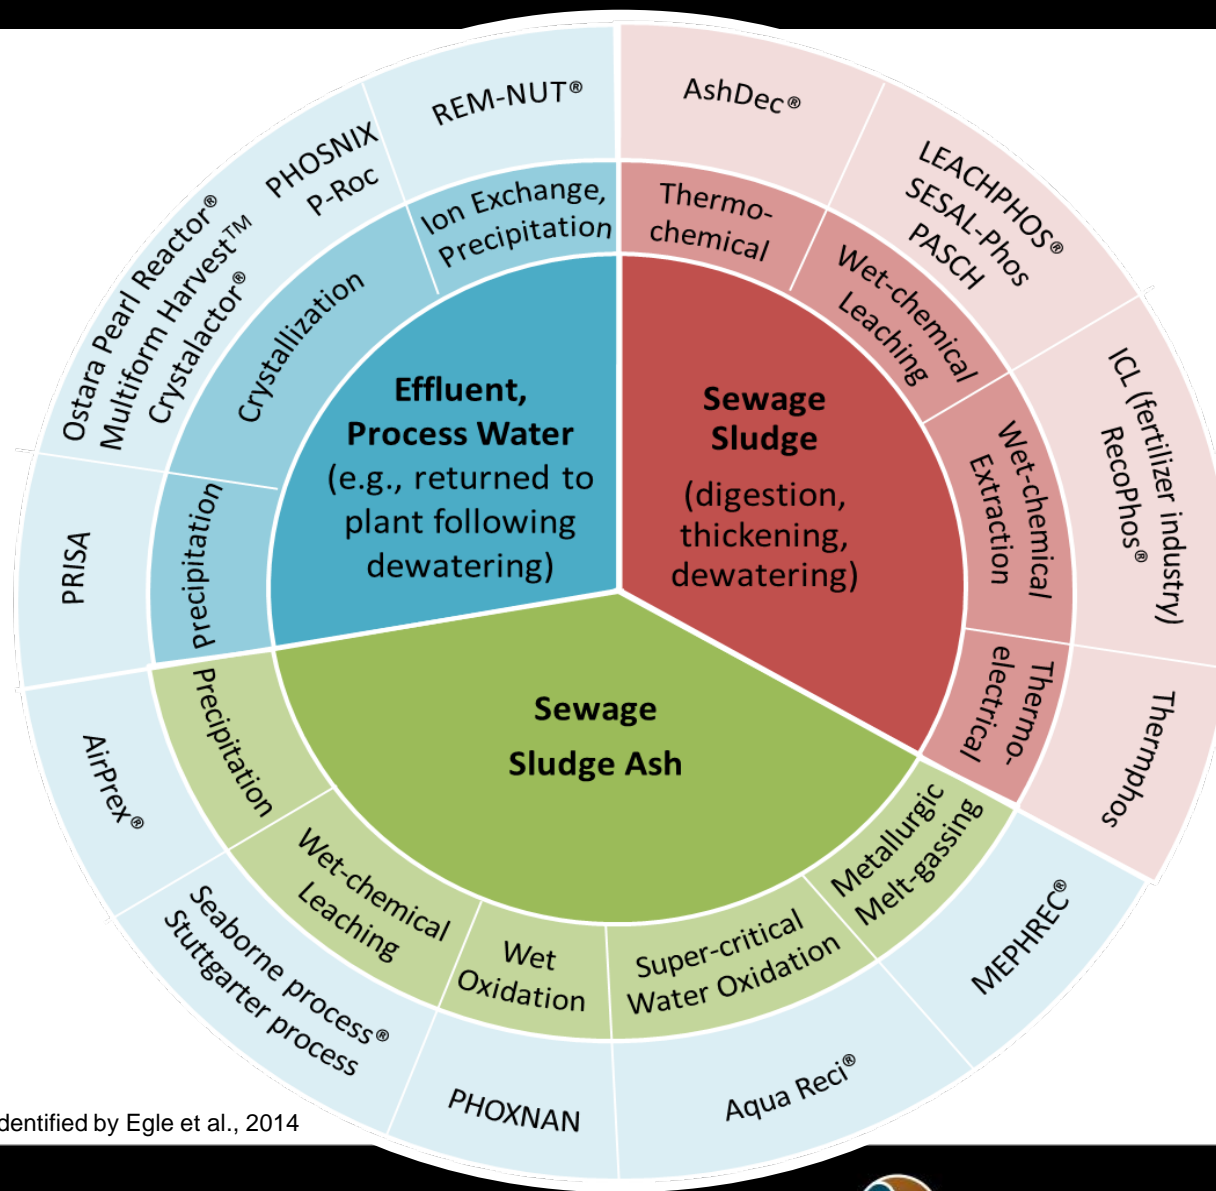 REM-NUT®
AshDec®
PHOSNIX
P-Roc
Ostara Pearl Reactor®
Multiform Harvest™
Crystalactor®
LEACHPHOS®
SESAL-Phos
PASCH
Ion Exchange,
Precipitation
Thermo-
chemical
Crystallization
Wet-chemical
Leaching
Effluent,
Process Water
(e.g., returned to
plant following
dewatering)
Sewage
Sludge
(digestion,
thickening,
dewatering)
ICL (fertilizer industry)
RecoPhos®
Wet-chemical
Extraction
PRISA
Precipitation
Thermo-
electrical
Thermphos
Sewage
Sludge Ash
Precipitation
AirPrex®
Wet-chemical
Leaching
Wet
Oxidation
Super-critical
Water Oxidation
Metallurgic
Melt-gassing
MEPHREC®
Seaborne process®
Stuttgarter process
PHOXNAN
Aqua Reci®
dentified by Egle et al., 2014